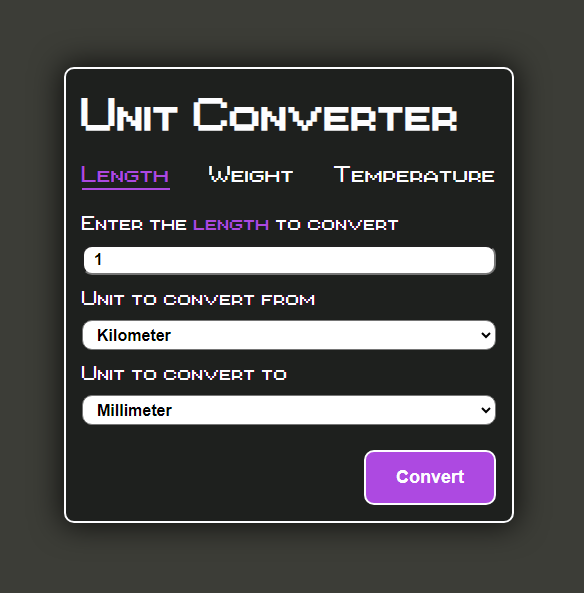 Unit Converter
Length Weight Temperature
Enter the length to convert
1
Unit to convert from
Kilometer
Unit to convert to
Millimeter
Convert